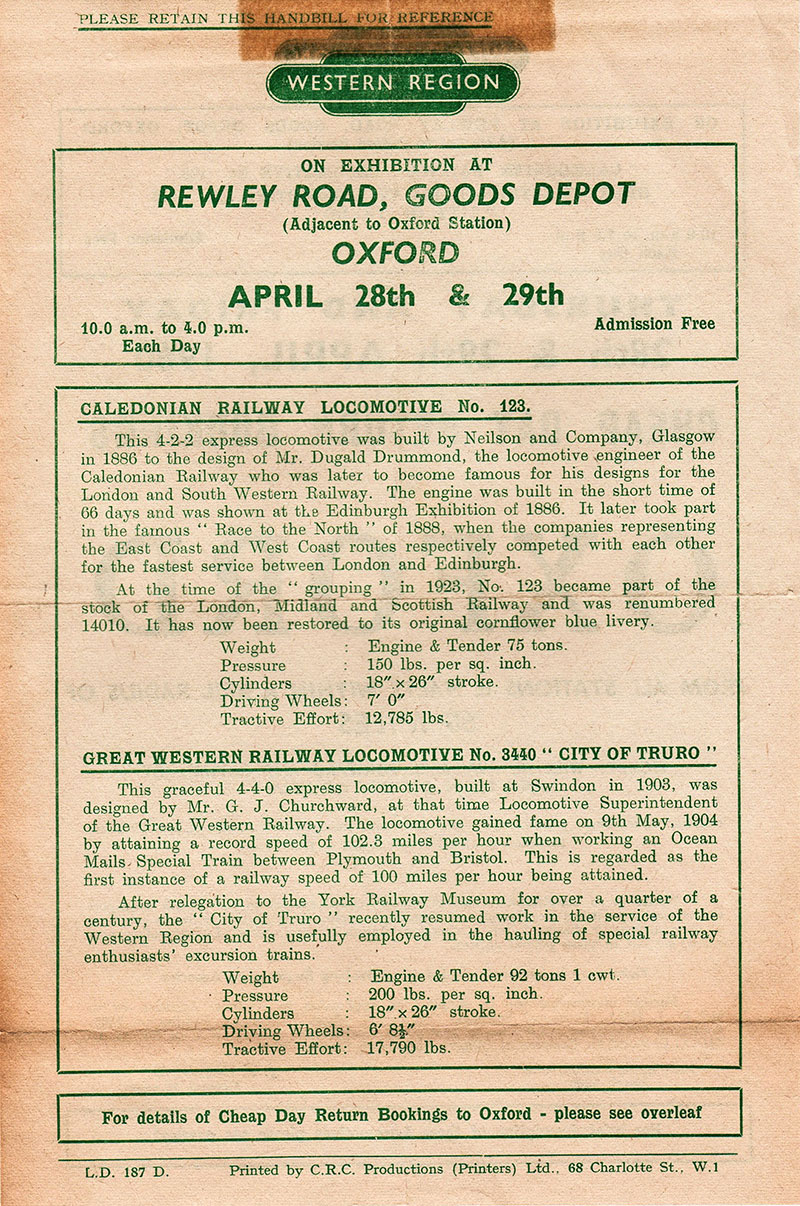 PLEASE RETAIN THIS HANDBILL FOR REFERENCE
WESTERN REGION
ON EXHIBITION AT
REWLEY ROAD, GOODS DEPOT
(Adjacent to Oxford Station)
OXFORD
APRIL 28th & 29th
10.0 a.m. to 4.0 p.m.
Each Day
Admission Free
CALEDONIAN RAILWAY LOCOMOTIVE No. 123.
This 4-2-2 express locomotive was built by Neilson and Company, Glasgow
in 1886 to the design of Mr. Dugald Drummond, the locomotive engineer of the
Caledonian Railway who was later to become famous for his designs for the
London and South Western Railway. The engine was built in the short time of
66 days and was shown at the Edinburgh Exhibition of 1886. It later took part
in the famous " Race to the North " of 1888, when the companies representing
the East Coast and West Coast routes respectively competed with each other
for the fastest service between London and Edinburgh.
At the time of the " grouping " in 1923, No. 123 became part of the
stock of the London, Midland and Scottish Railway and was renumbered
14010. It has now been restored to its original cornflower blue livery.
Weight : Engine & Tender 75 tons.
Pressure : 150 lbs. per sq. inch.
Cylinders : 18″ × 26″ stroke.
Driving Wheels: 7′ 0″
Tractive Effort: 12,785 lbs.
GREAT WESTERN RAILWAY LOCOMOTIVE No. 3440 " CITY OF TRURO "
This graceful 4-4-0 express locomotive, built at Swindon in 1903, was
designed by Mr. G. J. Churchward, at that time Locomotive Superintendent
of the Great Western Railway. The locomotive gained fame on 9th May, 1904
by attaining a record speed of 102.3 miles per hour when working an Ocean
Mails Special Train between Plymouth and Bristol. This is regarded as the
first instance of a railway speed of 100 miles per hour being attained.
After relegation to the York Railway Museum for over a quarter of a
century, the " City of Truro " recently resumed work in the service of the
Western Region and is usefully employed in the hauling of special railway
enthusiasts' excursion trains.
Weight : Engine & Tender 92 tons 1 cwt.
Pressure : 200 lbs. per sq. inch.
Cylinders : 18″ × 26″ stroke.
Driving Wheels: 6′ 8½″
Tractive Effort: 17,790 lbs.
For details of Cheap Day Return Bookings to Oxford - please see overleaf
L.D. 187 D. Printed by C.R.C. Productions (Printers) Ltd., 68 Charlotte St., W.1